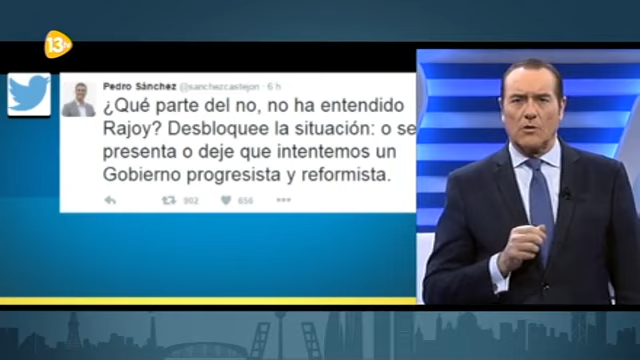 13tv
Pedro Sánchez @sanchezcastejon · 6 h
¿Qué parte del no, no ha entendido
Rajoy? Desbloquee la situación: o se
presenta o deje que intentemos un
Gobierno progresista y reformista.
902 656